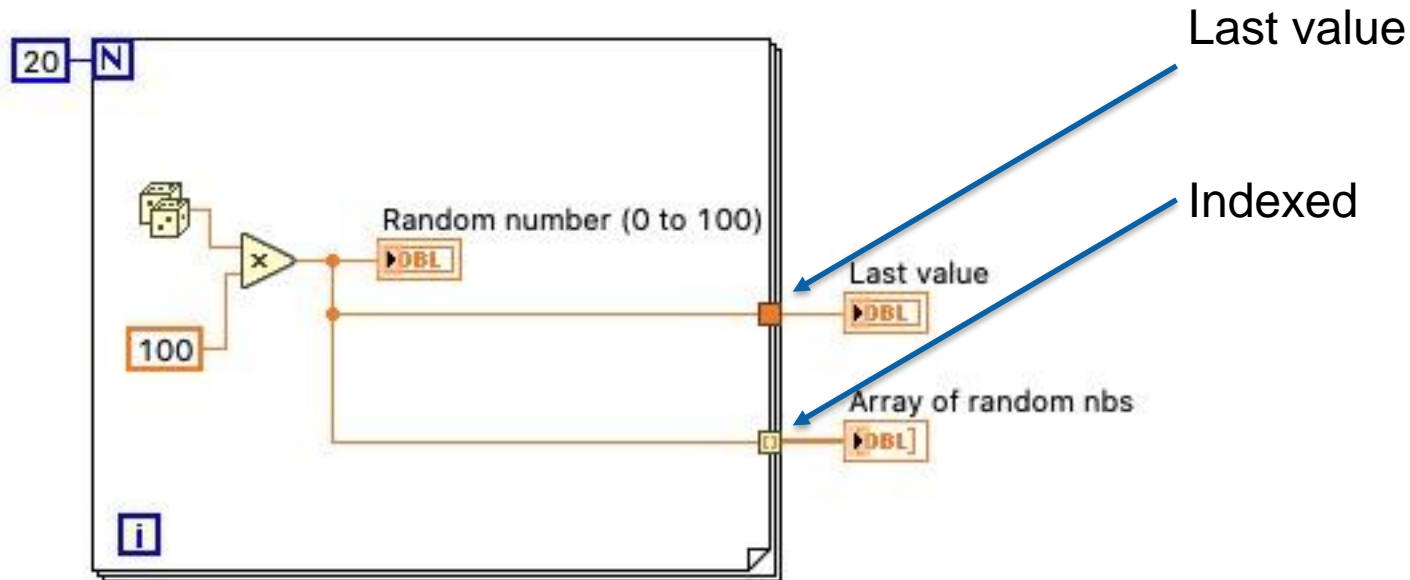 Last value
20
N
Indexed
Random number (0 to 100)
DBL
Last value
DBL
100
Array of random nbs
[DBL]
i